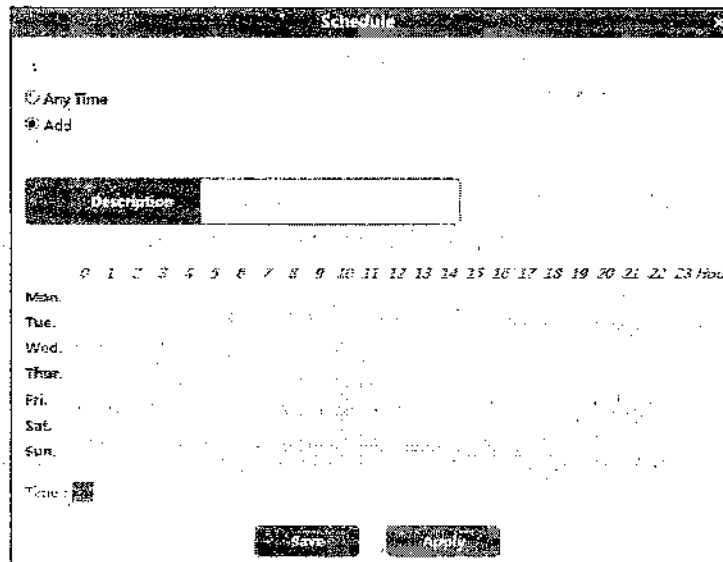 Schedule
Any Time
Add
Description
0 1 2 3 4 5 6 7 8 9 10 11 12 13 14 15 16 17 18 19 20 21 22 23 Hou
Mon.
Tue.
Wed.
Thur.
Fri.
Sat.
Sun.
Time :
Save Apply